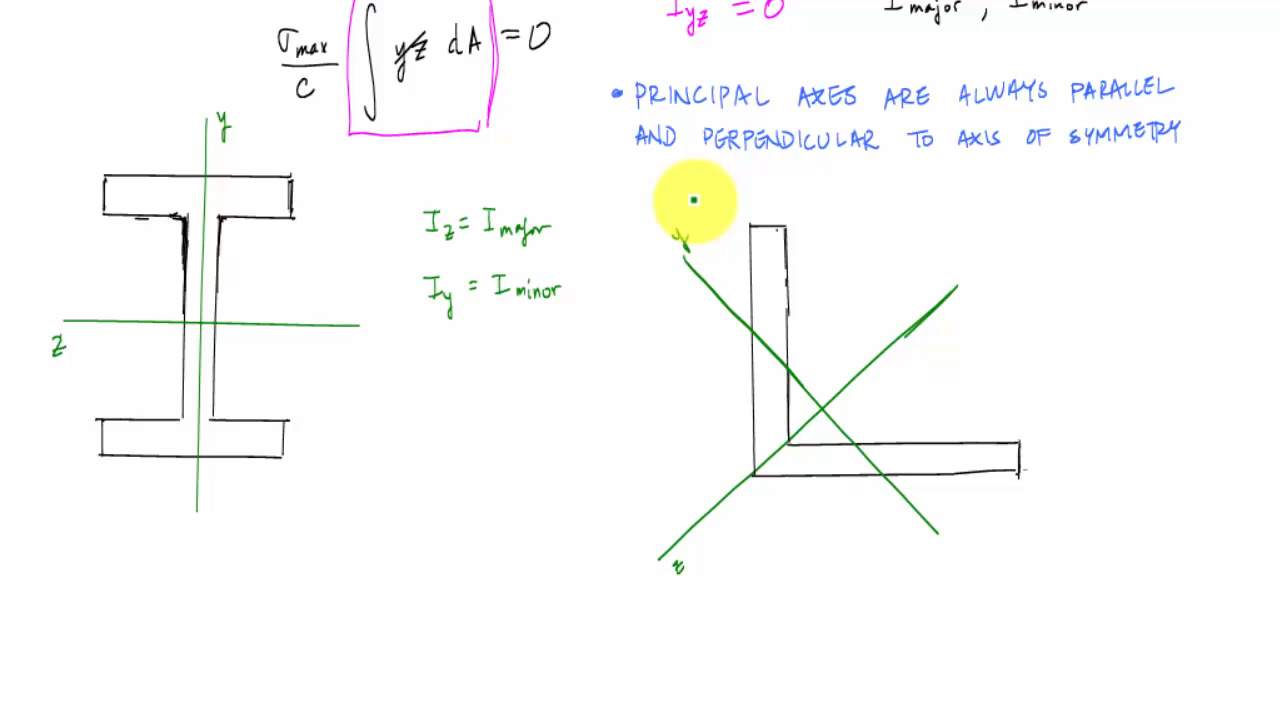 σmax/c ∫ yz dA = 0
Iyz = 0 Imajor, Iminor
• PRINCIPAL AXES ARE ALWAYS PARALLEL
AND PERPENDICULAR TO AXIS OF SYMMETRY
y
z
Iz = Imajor
Iy = Iminor
y
z